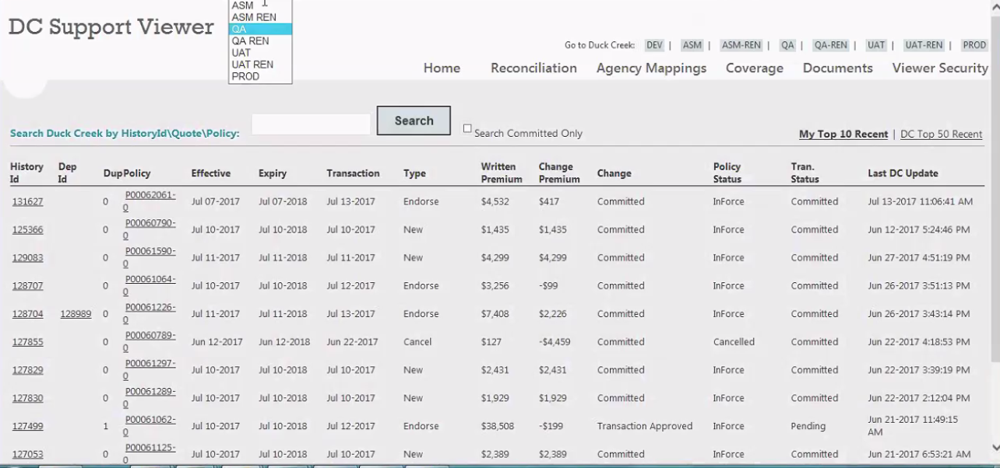 ASM
ASM REN
QA
QA REN
UAT
UAT REN
PROD
DC Support Viewer
Go to Duck Creek: DEV | ASM | ASM-REN | QA | QA-REN | UAT | UAT-REN | PROD
Home Reconciliation Agency Mappings Coverage Documents Viewer Security
Search Duck Creek by HistoryId\Quote\Policy: Search Search Committed Only My Top 10 Recent | DC Top 50 Recent
History Id Dep Id Dup Policy Effective Expiry Transaction Type Written Premium Change Premium Change Policy Status Tran. Status Last DC Update
131627 0 P00062061-0 Jul 07-2017 Jul 07-2018 Jul 13-2017 Endorse $4,532 $417 Committed InForce Committed Jul 13-2017 11:06:41 AM
125366 0 P00060790-0 Jul 10-2017 Jul 10-2018 Jul 10-2017 New $1,435 $1,435 Committed InForce Committed Jun 12-2017 5:24:46 PM
129083 0 P00061590-0 Jul 11-2017 Jul 11-2018 Jul 11-2017 New $4,299 $4,299 Committed InForce Committed Jun 27-2017 4:51:19 PM
128707 0 P00061064-0 Jul 10-2017 Jul 10-2018 Jul 12-2017 Endorse $3,256 -$99 Committed InForce Committed Jun 26-2017 3:51:13 PM
128704 128989 0 P00061226-0 Jul 11-2017 Jul 11-2018 Jul 13-2017 Endorse $7,408 $2,226 Committed InForce Committed Jun 26-2017 3:43:14 PM
127855 0 P00060789-0 Jun 12-2017 Jun 12-2018 Jun 22-2017 Cancel $127 -$4,459 Committed Cancelled Committed Jun 22-2017 4:18:53 PM
127829 0 P00061297-0 Jul 10-2017 Jul 10-2018 Jul 10-2017 New $2,431 $2,431 Committed InForce Committed Jun 22-2017 3:39:19 PM
127830 0 P00061289-0 Jul 10-2017 Jul 10-2018 Jul 10-2017 New $1,929 $1,929 Committed InForce Committed Jun 22-2017 2:12:04 PM
127499 1 P00061062-0 Jul 10-2017 Jul 10-2018 Jul 12-2017 Endorse $38,508 -$199 Transaction Approved InForce Pending Jun 21-2017 11:49:15 AM
127053 0 P00061125-0 Jul 10-2017 Jul 10-2018 Jul 10-2017 New $2,389 $2,389 Committed InForce Committed Jun 21-2017 6:53:21 AM